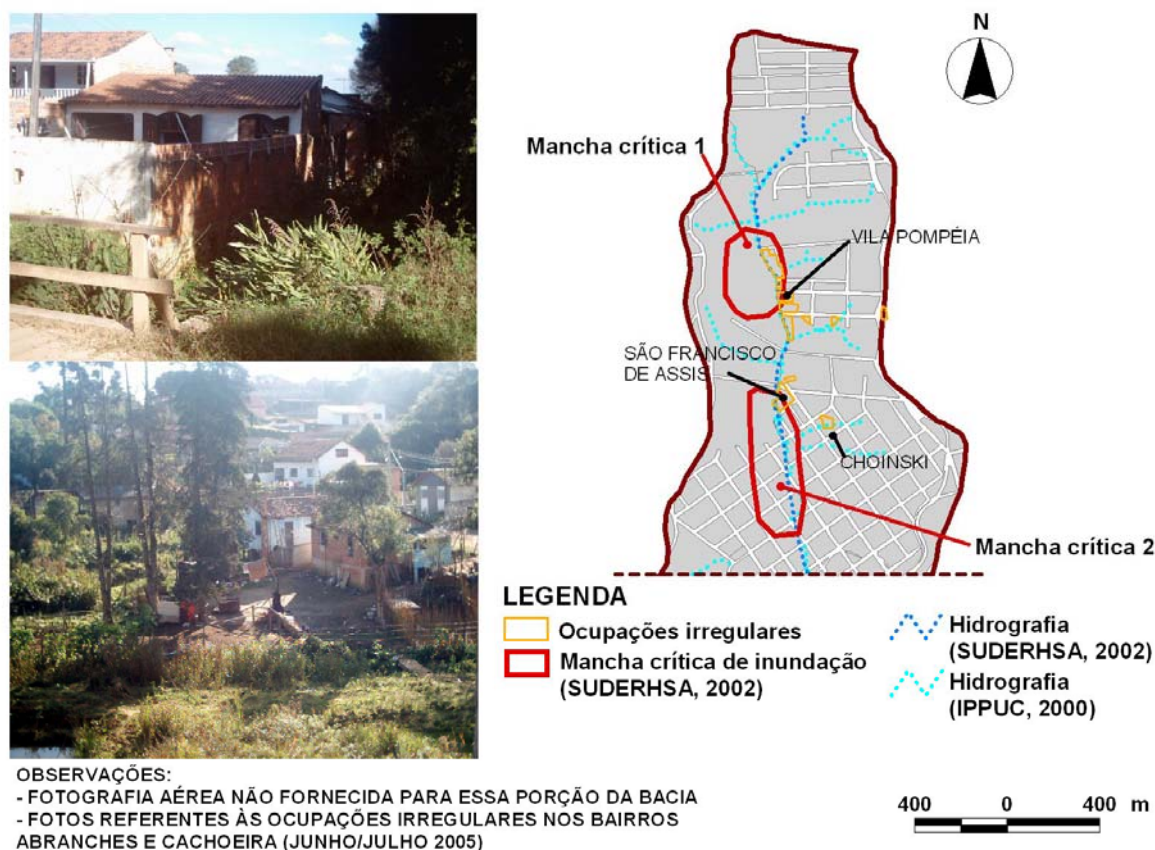 N
Mancha crítica 1
VILA POMPÉIA
SÃO FRANCISCO
DE ASSIS
CHOINSKI
Mancha crítica 2
LEGENDA
Ocupações irregulares
Mancha crítica de inundação
(SUDERHSA, 2002)
Hidrografia
(SUDERHSA, 2002)
Hidrografia
(IPPUC, 2000)
OBSERVAÇÕES:
- FOTOGRAFIA AÉREA NÃO FORNECIDA PARA ESSA PORÇÃO DA BACIA
- FOTOS REFERENTES ÀS OCUPAÇÕES IRREGULARES NOS BAIRROS
ABRANCHES E CACHOEIRA (JUNHO/JULHO 2005)
400 0 400 m